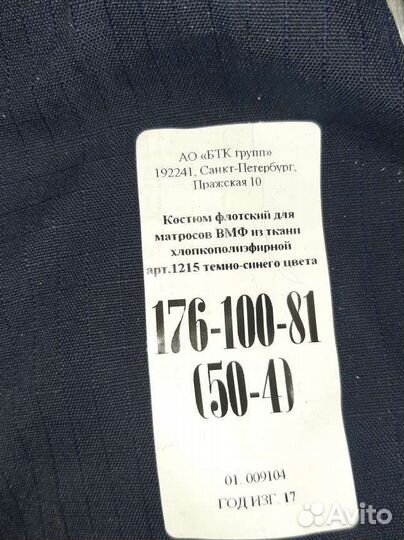 АО «БТК групп»
192241, Санкт-Петербург,
Пражская 10
Костюм флотский для
матросов ВМФ из ткани
хлопкополиэфирной
арт.1215 темно-синего цвета
176-100-81
(50-4)
01. 009104
ГОД ИЗГ. 17
Avito